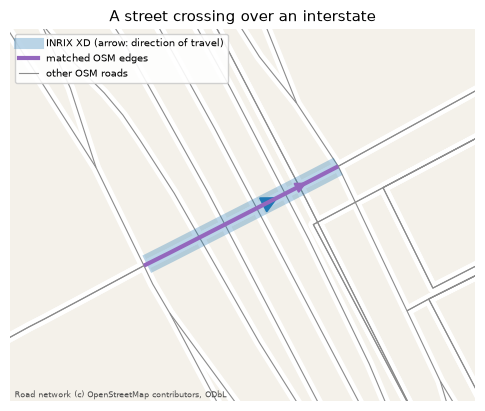 A street crossing over an interstate
INRIX XD (arrow: direction of travel)
matched OSM edges
other OSM roads
Road network (c) OpenStreetMap contributors, ODbL